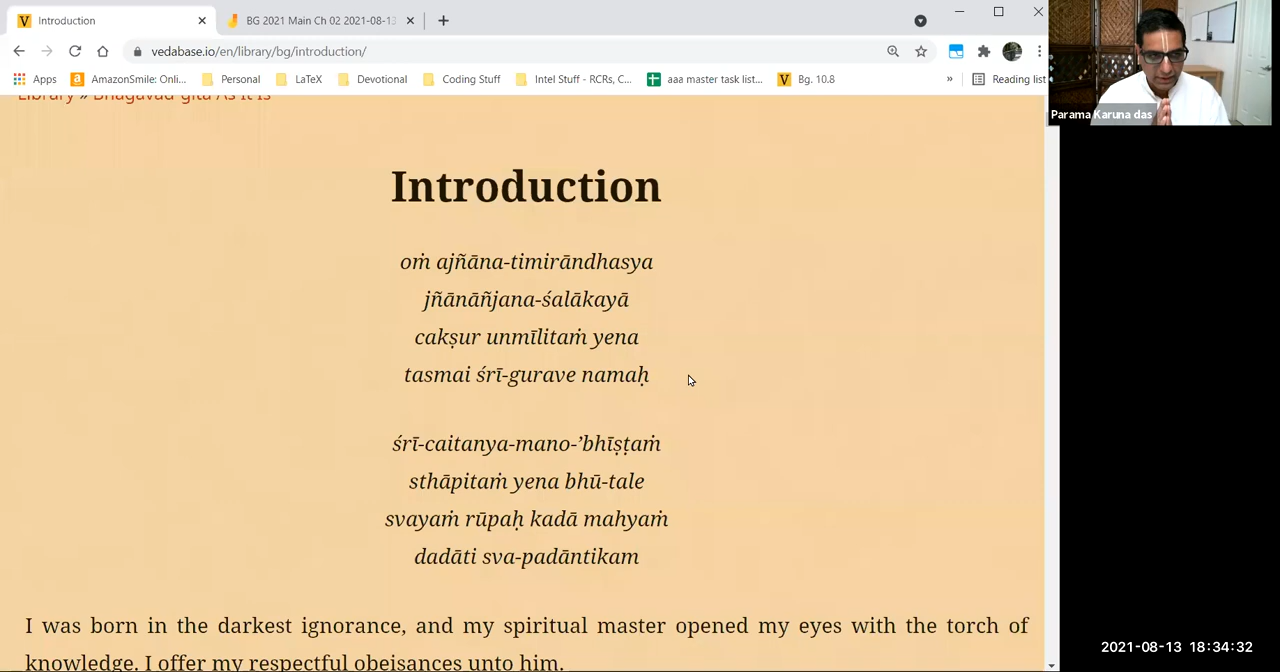 Introduction
BG 2021 Main Ch 02 2021-08-13
vedabase.io/en/library/bg/introduction/
Apps
AmazonSmile: Onli...
Personal
LaTeX
Devotional
Coding Stuff
Intel Stuff - RCRs, C...
aaa master task list...
Bg. 10.8
»
Reading list
Library » Bhagavad-gītā As It Is
Parama Karuna das
Introduction
oṁ ajñāna-timirāndhasya
jñānāñjana-śalākayā
cakṣur unmīlitaṁ yena
tasmai śrī-gurave namaḥ
śrī-caitanya-mano-’bhīṣṭaṁ
sthāpitaṁ yena bhū-tale
svayaṁ rūpaḥ kadā mahyaṁ
dadāti sva-padāntikam
I was born in the darkest ignorance, and my spiritual master opened my eyes with the torch of
knowledge. I offer my respectful obeisances unto him.
2021-08-13 18:34:32